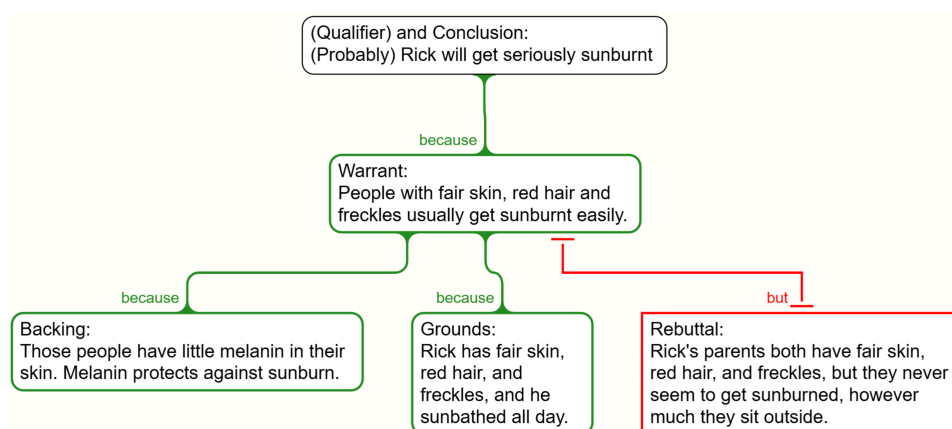 (Qualifier) and Conclusion:
(Probably) Rick will get seriously sunburnt
because
Warrant:
People with fair skin, red hair and
freckles usually get sunburnt easily.
because
Backing:
Those people have little melanin in their
skin. Melanin protects against sunburn.
because
Grounds:
Rick has fair skin,
red hair, and
freckles, and he
sunbathed all day.
but
Rebuttal:
Rick's parents both have fair skin,
red hair, and freckles, but they never
seem to get sunburned, however
much they sit outside.